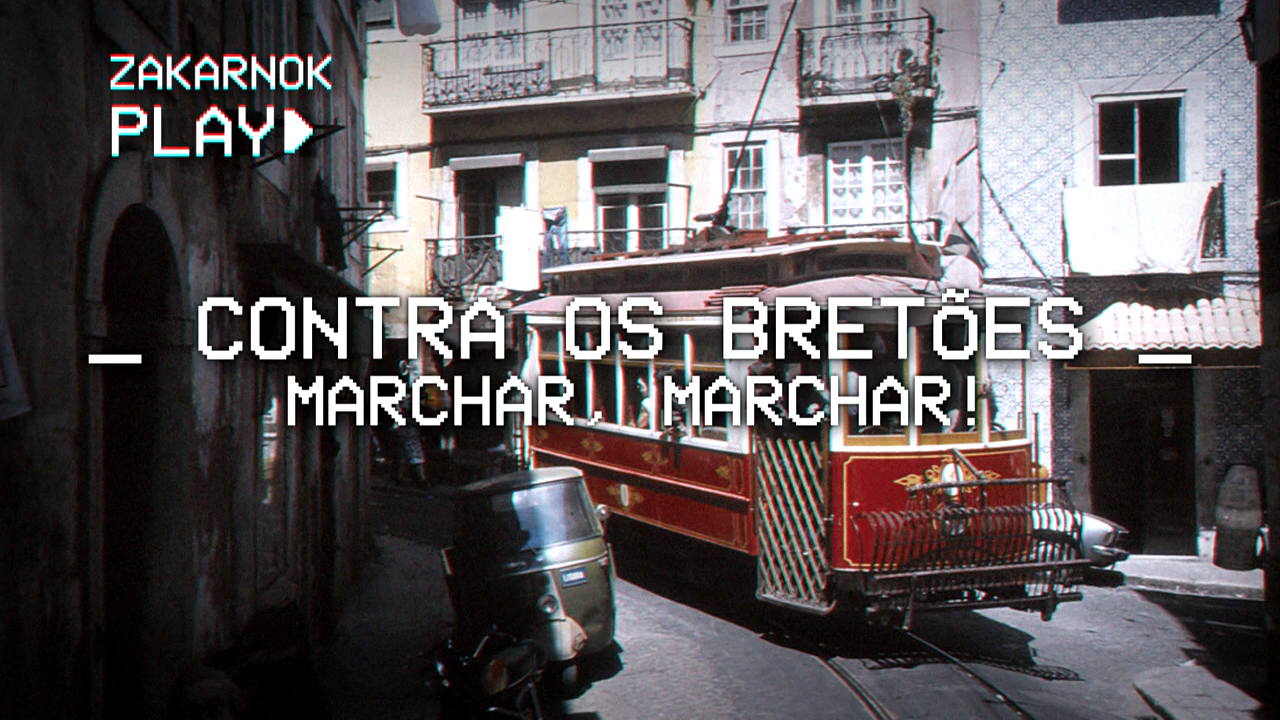 ZAKARNOK
PLAY
_ CONTRA OS BRETÕES _
MARCHAR, MARCHAR!